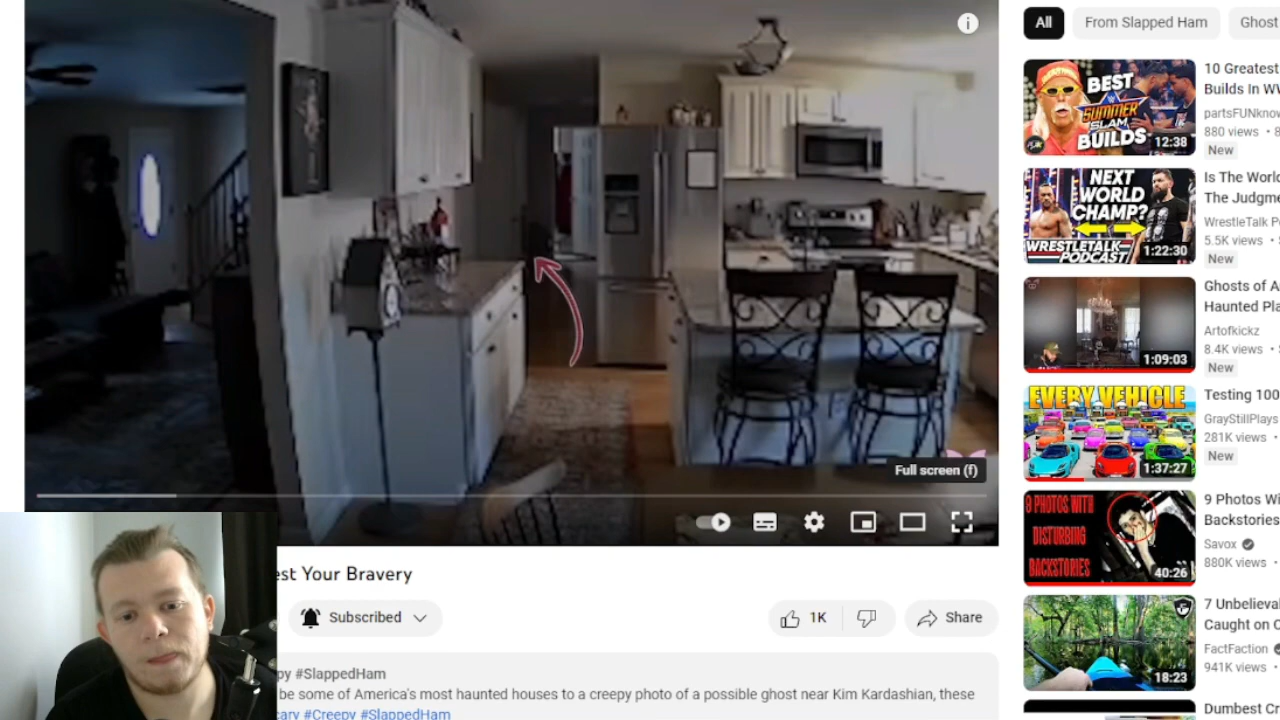 All
From Slapped Ham
Ghost
BEST
SUMMER
SLAM
BUILDS
12:38
10 Greatest
Builds In WW
partsFUNknow
880 views
New
NEXT
WORLD
CHAMP?
WRESTLETALK
PODCAST
1:22:30
Is The World
The Judgme
WrestleTalk P
5.5K views
New
1:09:03
Ghosts of A
Haunted Pla
Artofkickz
8.4K views
New
EVERY VEHICLE
1:37:27
Testing 100
GrayStillPlays
281K views
New
Full screen (f)
8 PHOTOS WITH
DISTURBING
BACKSTORIES
40:26
9 Photos Wi
Backstories
Savox
880K views
est Your Bravery
Subscribed
1K
Share
18:23
7 Unbelieval
Caught on C
FactFaction
941K views
py #SlappedHam
be some of America's most haunted houses to a creepy photo of a possible ghost near Kim Kardashian, these
cary #Creepy #SlappedHam
Dumbest Cr